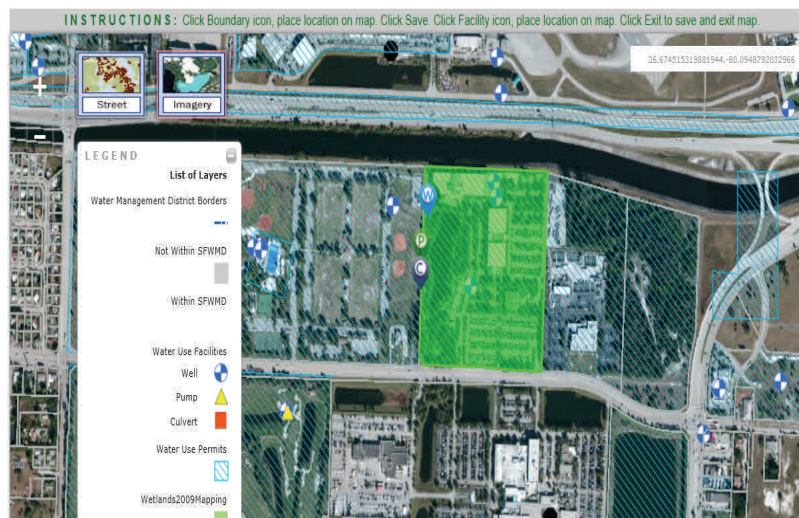 INSTRUCTIONS: Click Boundary icon, place location on map. Click Save. Click Facility icon, place location on map. Click Exit to save and exit map.
26.674515319881944,-80.0948792032966
Street
Imagery
LEGEND
List of Layers
Water Management District Borders
Not Within SFWMD
Within SFWMD
Water Use Facilities
Well
Pump
Culvert
Water Use Permits
Wetlands2009Mapping
W
P
C